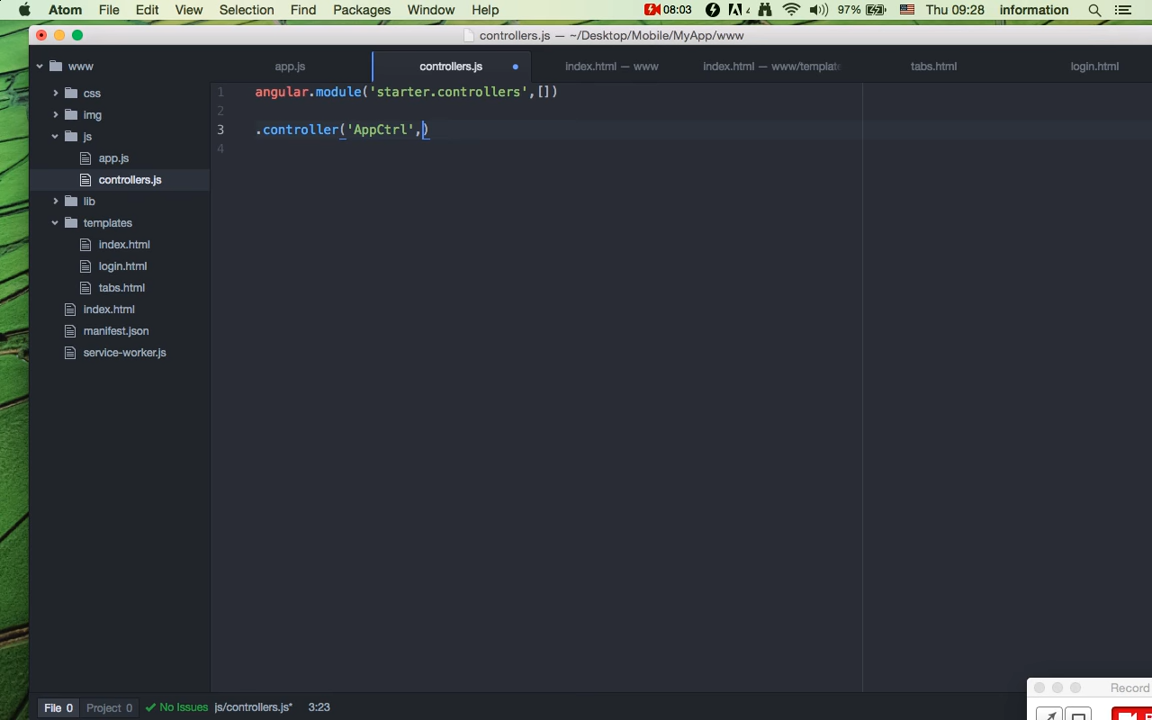 Atom File Edit View Selection Find Packages Window Help 08:03 4 97% Thu 09:28 information
controllers.js — ~/Desktop/Mobile/MyApp/www
www app.js controllers.js index.html — www index.html — www/templat tabs.html login.html
css
img
js
app.js
controllers.js
lib
templates
index.html
login.html
tabs.html
index.html
manifest.json
service-worker.js
1 angular.module('starter.controllers',[])
2
3 .controller('AppCtrl',)
4
Record
File 0 Project 0 No Issues js/controllers.js* 3:23